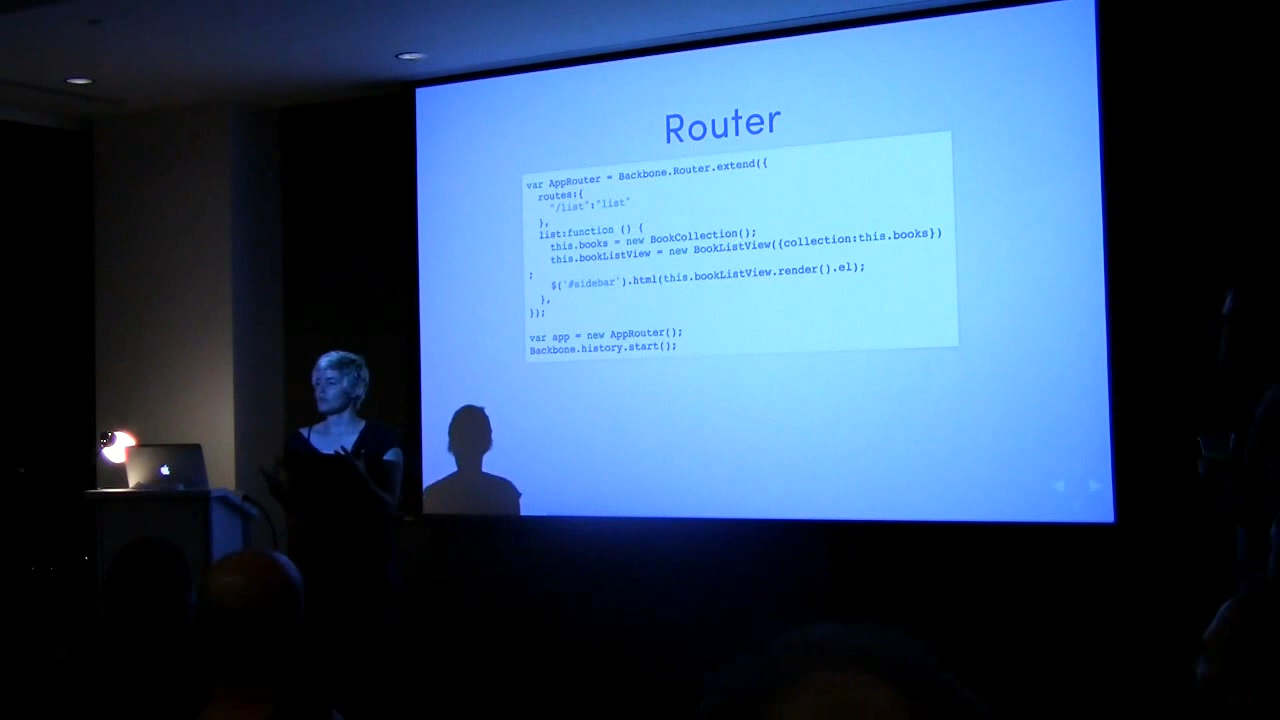 Router
var AppRouter = Backbone.Router.extend({
routes:{
"/list":"list"
},
list:function () {
this.books = new BookCollection();
this.bookListView = new BookListView({collection:this.books})
;
$('#sidebar').html(this.bookListView.render().el);
},
});
var app = new AppRouter();
Backbone.history.start();